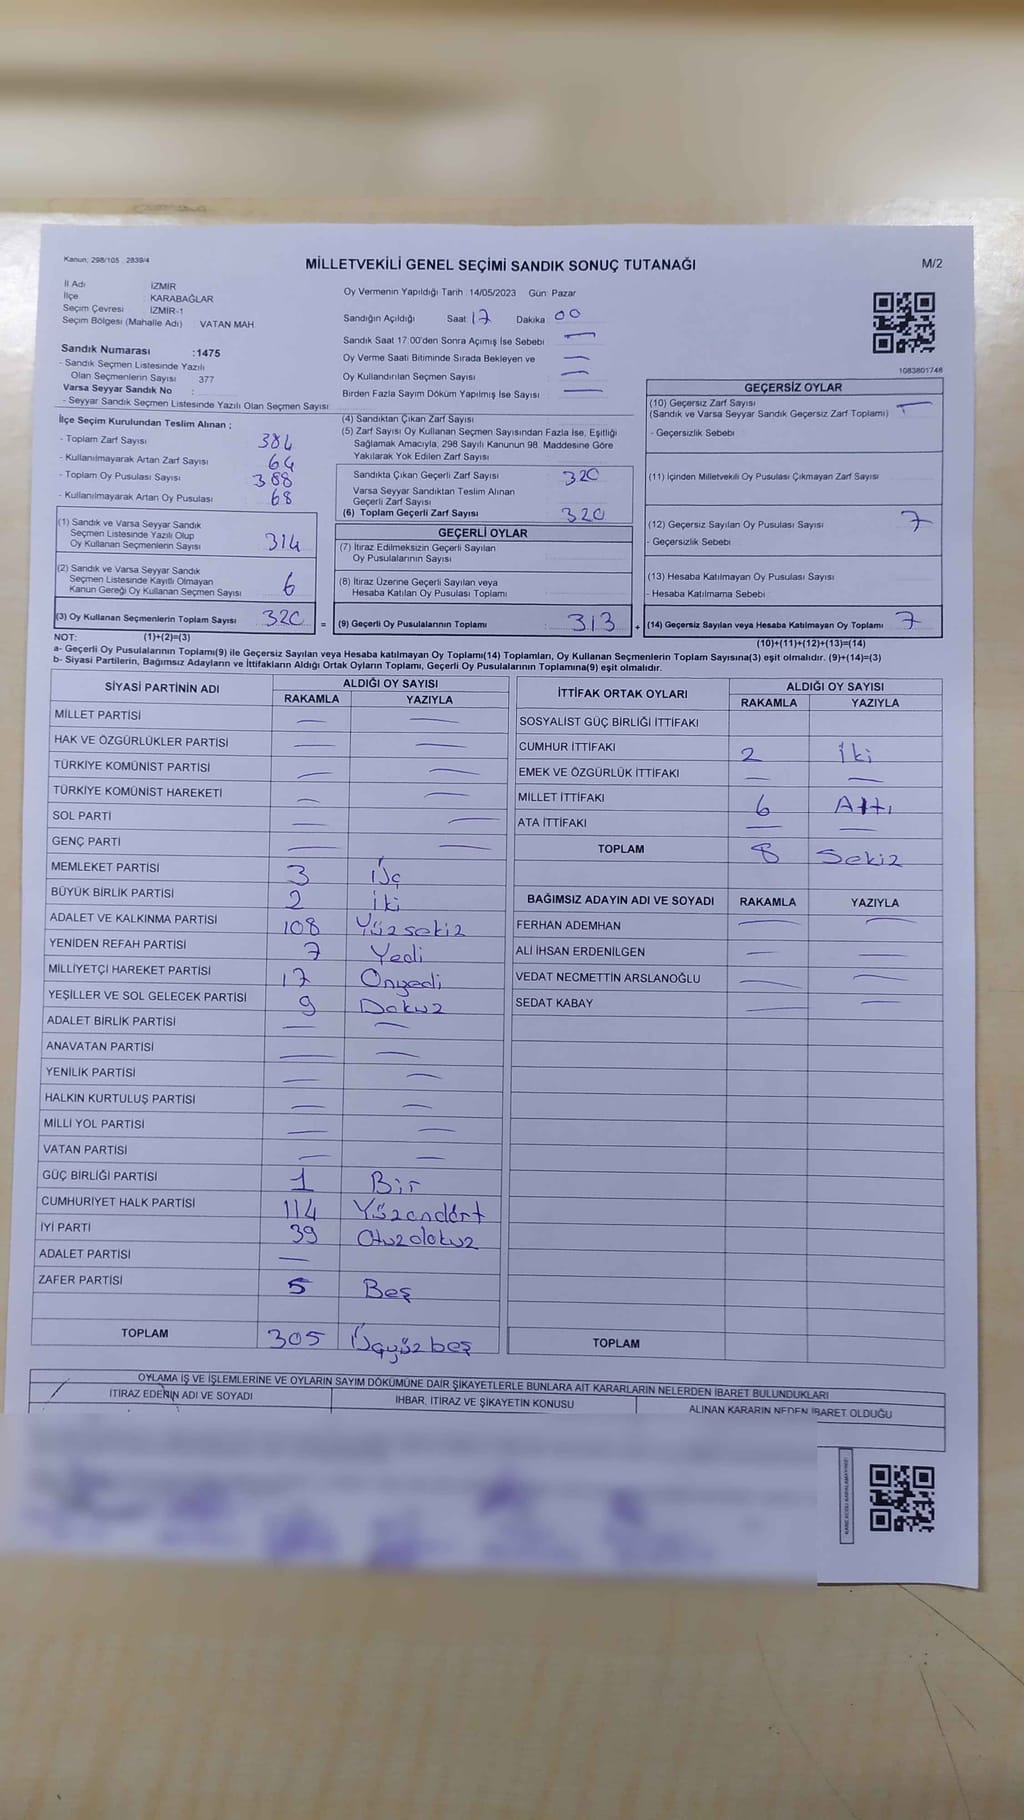 Kanun; 298/105 , 2839/4
MİLLETVEKİLİ GENEL SEÇİMİ SANDIK SONUÇ TUTANAĞI
M/2
İl Adı : İZMİR
İlçe : KARABAĞLAR
Seçim Çevresi : İZMİR-1
Seçim Bölgesi (Mahalle Adı) : VATAN MAH
Sandık Numarası :1475
- Sandık Seçmen Listesinde Yazılı
Olan Seçmenlerin Sayısı : 377
Varsa Seyyar Sandık No :
- Seyyar Sandık Seçmen Listesinde Yazılı Olan Seçmen Sayısı :
Oy Vermenin Yapıldığı Tarih :14/05/2023 Gün: Pazar
Sandığın Açıldığı Saat 17 Dakika 00
Sandık Saat 17:00'den Sonra Açımış İse Sebebi —
Oy Verme Saati Bitiminde Sırada Bekleyen ve —
Oy Kullandırılan Seçmen Sayısı —
Birden Fazla Sayım Döküm Yapılmış İse Sayısı —
1083801746
İlçe Seçim Kurulundan Teslim Alınan ;
- Toplam Zarf Sayısı 384
- Kullanılmayarak Artan Zarf Sayısı 64
- Toplam Oy Pusulası Sayısı 388
- Kullanılmayarak Artan Oy Pusulası 68
(1) Sandık ve Varsa Seyyar Sandık
Seçmen Listesinde Yazılı Olup
Oy Kullanan Seçmenlerin Sayısı 314
(2) Sandık ve Varsa Seyyar Sandık
Seçmen Listesinde Kayıtlı Olmayan
Kanun Gereği Oy Kullanan Seçmen Sayısı 6
(3) Oy Kullanan Seçmenlerin Toplam Sayısı 320 =
(4) Sandıktan Çıkan Zarf Sayısı
(5) Zarf Sayısı Oy Kullanan Seçmen Sayısından Fazla İse, Eşitliği
Sağlamak Amacıyla, 298 Sayılı Kanunun 98. Maddesine Göre
Yakılarak Yok Edilen Zarf Sayısı
Sandıkta Çıkan Geçerli Zarf Sayısı 320
Varsa Seyyar Sandıktan Teslim Alınan
Geçerli Zarf Sayısı
(6) Toplam Geçerli Zarf Sayısı 320
GEÇERLİ OYLAR
(7) İtiraz Edilmeksizin Geçerli Sayılan
Oy Pusulalarının Sayısı
(8) İtiraz Üzerine Geçerli Sayılan veya
Hesaba Katılan Oy Pusulası Toplamı
(9) Geçerli Oy Pusulalarının Toplamı : 313 +
GEÇERSİZ OYLAR
(10) Geçersiz Zarf Sayısı —
(Sandık ve Varsa Seyyar Sandık Geçersiz Zarf Toplamı)
- Geçersizlik Sebebi
(11) İçinden Milletvekili Oy Pusulası Çıkmayan Zarf Sayısı
(12) Geçersiz Sayılan Oy Pusulası Sayısı 7
- Geçersizlik Sebebi
(13) Hesaba Katılmayan Oy Pusulası Sayısı
- Hesaba Katılmama Sebebi
(14) Geçersiz Sayılan veya Hesaba Katılmayan Oy Toplamı 7
NOT: (1)+(2)=(3) (10)+(11)+(12)+(13)=(14)
a- Geçerli Oy Pusulalarının Toplamı(9) ile Geçersiz Sayılan veya Hesaba katılmayan Oy Toplamı(14) Toplamları, Oy Kullanan Seçmenlerin Toplam Sayısına(3) eşit olmalıdır. (9)+(14)=(3)
b- Siyasi Partilerin, Bağımsız Adayların ve İttifakların Aldığı Ortak Oyların Toplamı, Geçerli Oy Pusulalarının Toplamına(9) eşit olmalıdır.
SİYASİ PARTİNİN ADI ALDIĞI OY SAYISI
RAKAMLA YAZIYLA
MİLLET PARTİSİ — —
HAK VE ÖZGÜRLÜKLER PARTİSİ — —
TÜRKİYE KOMÜNİST PARTİSİ — —
TÜRKİYE KOMÜNİST HAREKETİ — —
SOL PARTİ — —
GENÇ PARTİ — —
MEMLEKET PARTİSİ 3 Üç
BÜYÜK BİRLİK PARTİSİ 2 iki
ADALET VE KALKINMA PARTİSİ 108 Yüzsekiz
YENİDEN REFAH PARTİSİ 7 Yedi
MİLLİYETÇİ HAREKET PARTİSİ 17 Onyedi
YEŞİLLER VE SOL GELECEK PARTİSİ 9 Dokuz
ADALET BİRLİK PARTİSİ — —
ANAVATAN PARTİSİ — —
YENİLİK PARTİSİ — —
HALKIN KURTULUŞ PARTİSİ — —
MİLLİ YOL PARTİSİ — —
VATAN PARTİSİ — —
GÜÇ BİRLİĞİ PARTİSİ 1 Bir
CUMHURİYET HALK PARTİSİ 114 Yüzondört
İYİ PARTİ 39 Otuzdokuz
ADALET PARTİSİ —
ZAFER PARTİSİ 5 Beş
TOPLAM 305 Üçyüzbeş
İTTİFAK ORTAK OYLARI ALDIĞI OY SAYISI
RAKAMLA YAZIYLA
SOSYALİST GÜÇ BİRLİĞİ İTTİFAKI
CUMHUR İTTİFAKI 2 İki
EMEK VE ÖZGÜRLÜK İTTİFAKI — —
MİLLET İTTİFAKI 6 Altı
ATA İTTİFAKI — —
TOPLAM 8 Sekiz
BAĞIMSIZ ADAYIN ADI VE SOYADI RAKAMLA YAZIYLA
FERHAN ADEMHAN — —
ALİ İHSAN ERDENİLGEN — —
VEDAT NECMETTİN ARSLANOĞLU — —
SEDAT KABAY — —
TOPLAM
OYLAMA İŞ VE İŞLEMLERİNE VE OYLARIN SAYIM DÖKÜMÜNE DAİR ŞİKAYETLERLE BUNLARA AİT KARARLARIN NELERDEN İBARET BULUNDUKLARI
İTİRAZ EDENİN ADI VE SOYADI İHBAR, İTİRAZ VE ŞİKAYETİN KONUSU ALINAN KARARIN NEDEN İBARET OLDUĞU